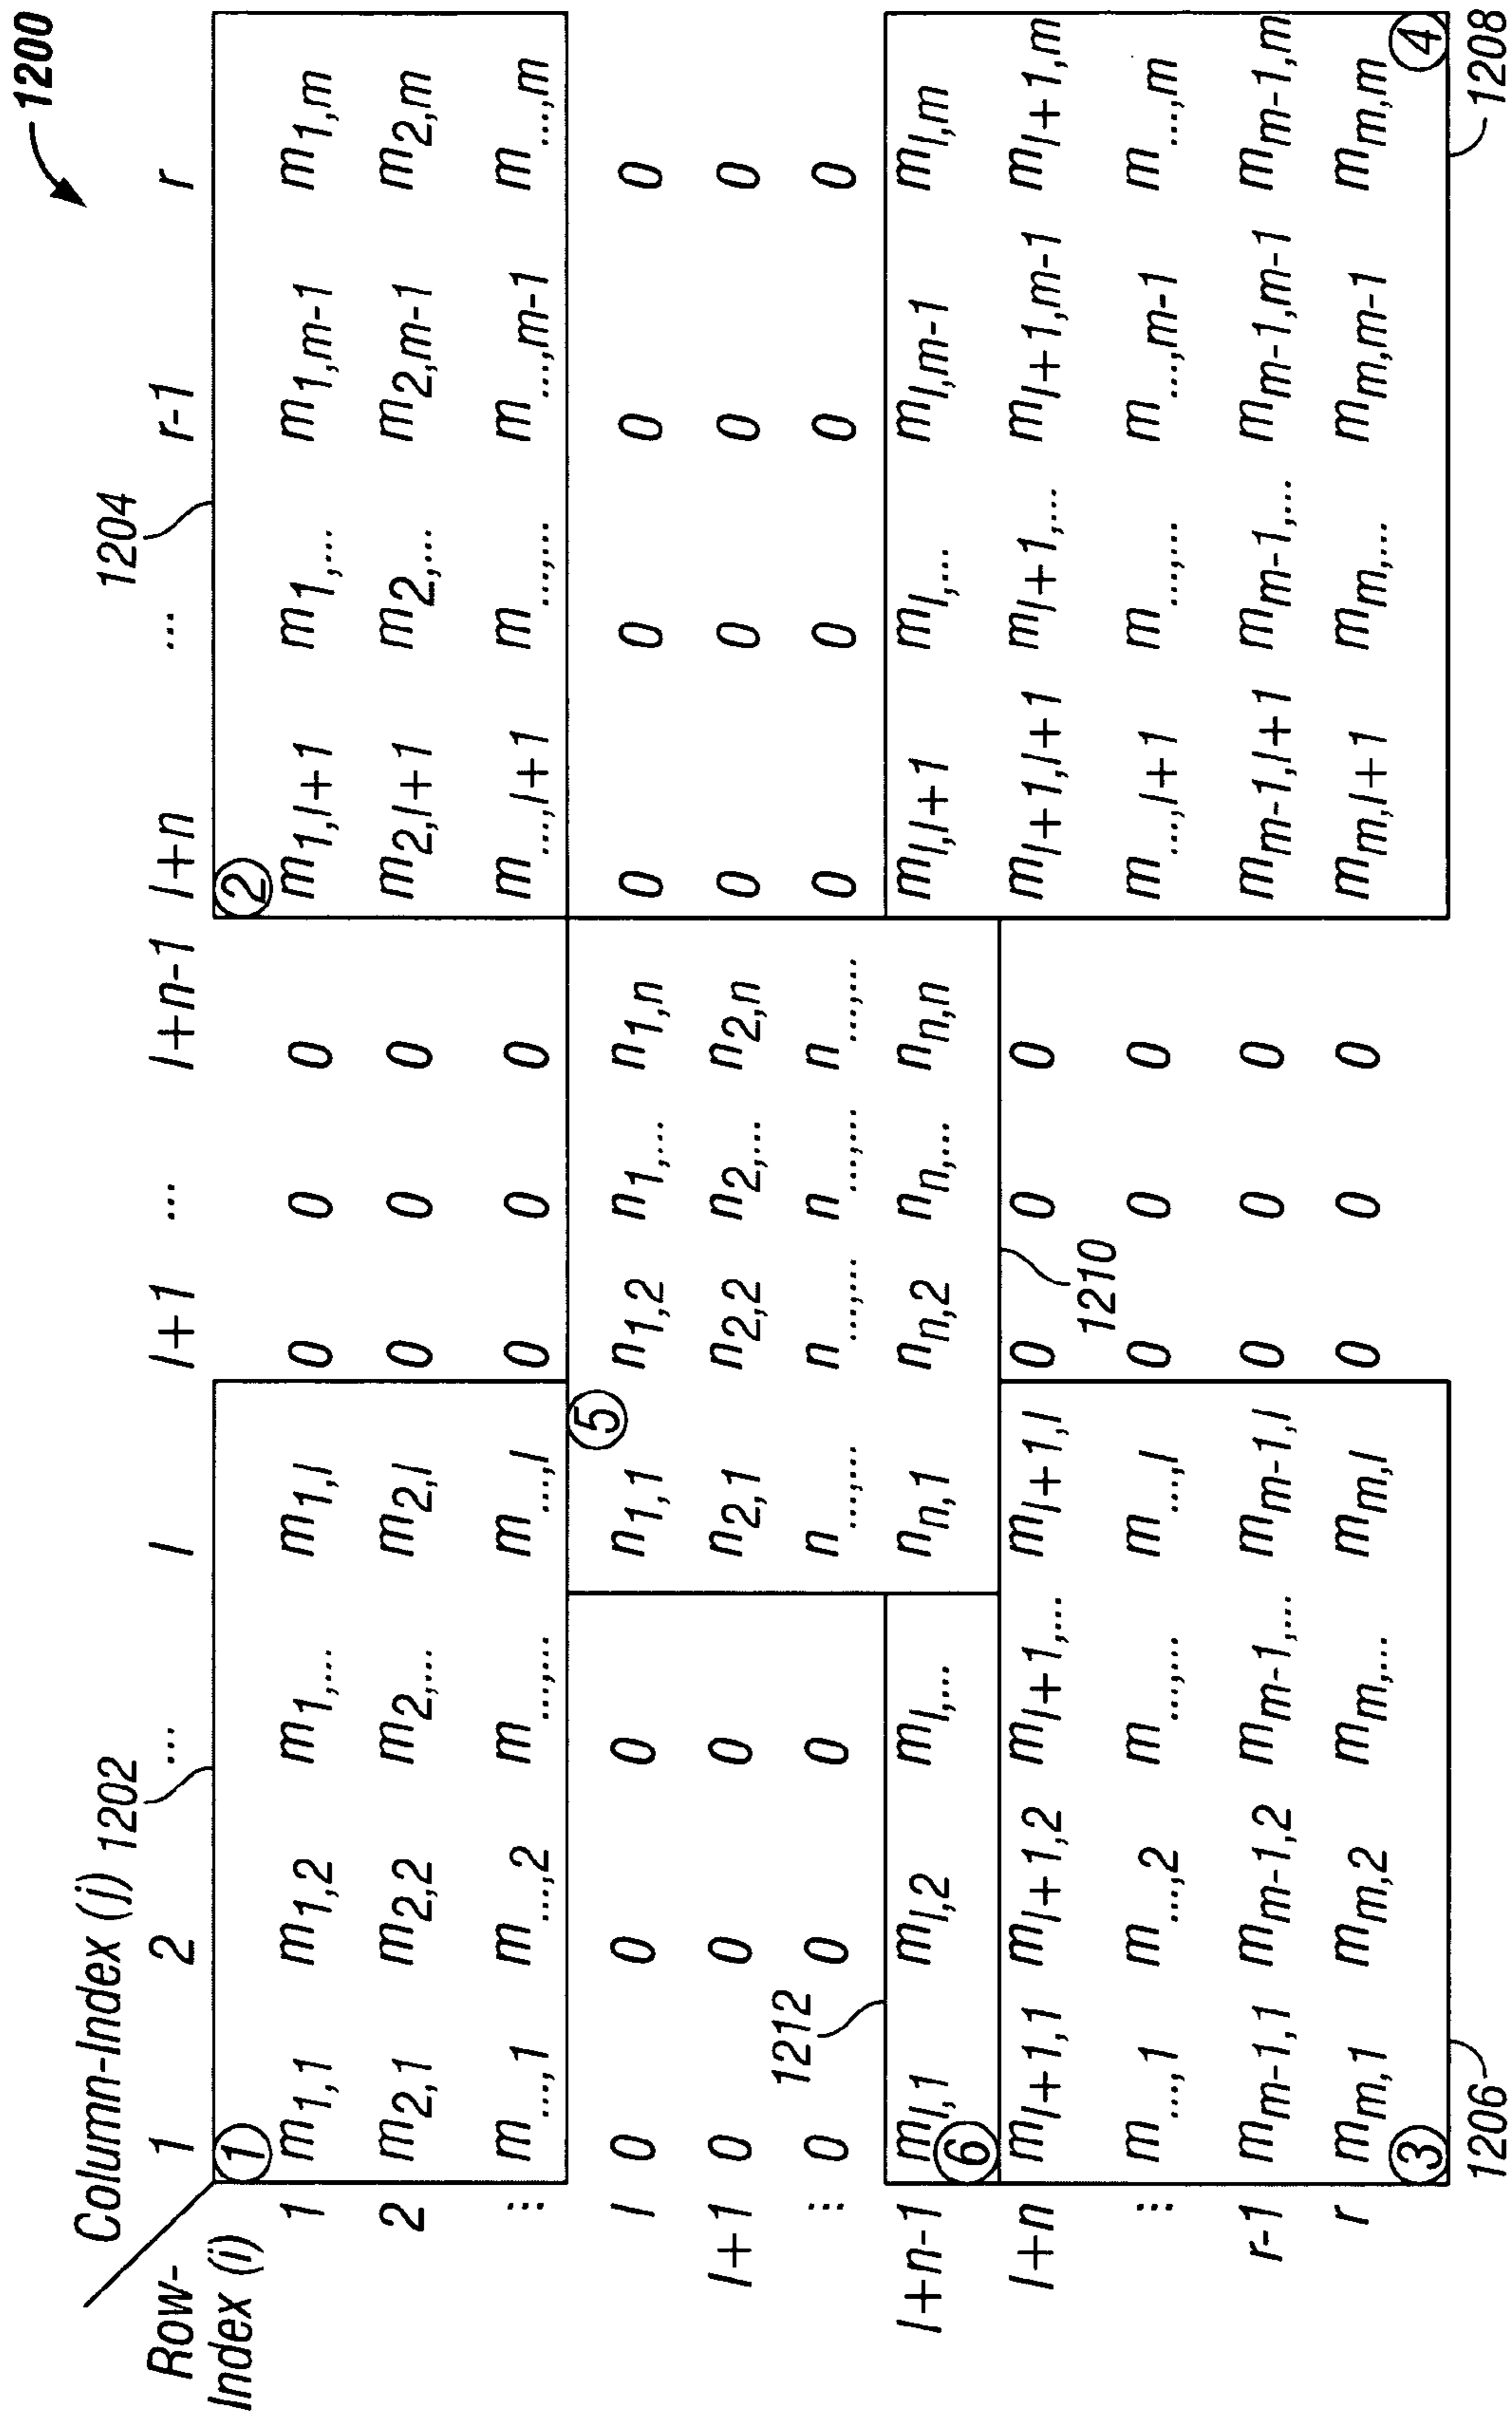 1200
Column-Index (j) 1202 1204
Row-
Index (i)
1 2 ... l l+1 ... l+n-1 l+n ... r-1 r
① ②
1 m1,1 m1,2 m1,... m1,l 0 0 0 m1,l+1 m1,... m1,m-1 m1,m
2 m2,1 m2,2 m2,... m2,l 0 0 0 m2,l+1 m2,... m2,m-1 m2,m
⋮ m...,1 m...,2 m...,... m...,l 0 0 0 m...,l+1 m...,... m...,m-1 m...,m
⑤
l 0 0 0 n1,1 n1,2 n1,... n1,n 0 0 0 0
l+1 0 0 0 n2,1 n2,2 n2,... n2,n 0 0 0 0
⋮ 0 0 0 n...,... n...,... n...,... n...,... 0 0 0 0
1212
l+n-1 ml,1 ml,2 ml,... nn,1 nn,2 nn,... nn,n ml,l+1 ml,... ml,m-1 ml,m
⑥
l+n ml+1,1 ml+1,2 ml+1,... ml+1,l 0 0 0 ml+1,l+1 ml+1,... ml+1,m-1 ml+1,m
1210
⋮ m...,1 m...,2 m...,... m...,l 0 0 0 m...,l+1 m...,... m...,m-1 m...,m
r-1 mm-1,1 mm-1,2 mm-1,... mm-1,l 0 0 0 mm-1,l+1 mm-1,... mm-1,m-1 mm-1,m
r mm,1 mm,2 mm,... mm,l 0 0 0 mm,l+1 mm,... mm,m-1 mm,m
③ ④
1206 1208